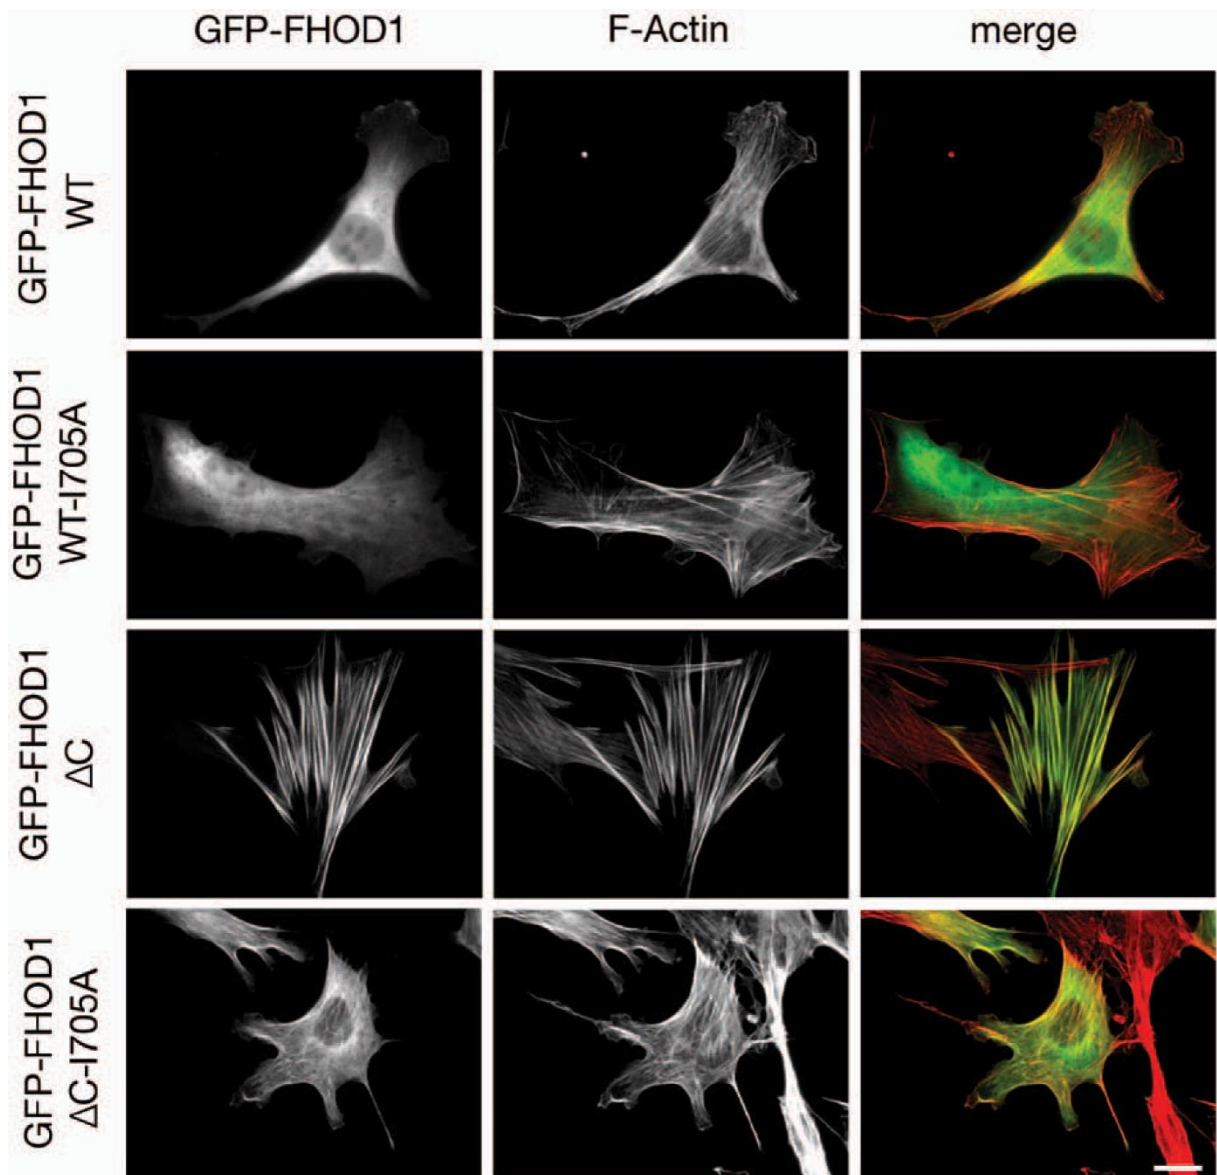 GFP-FHOD1
F-Actin
merge
GFP-FHOD1
WT
GFP-FHOD1
WT-I705A
GFP-FHOD1
ΔC
GFP-FHOD1
ΔC-I705A